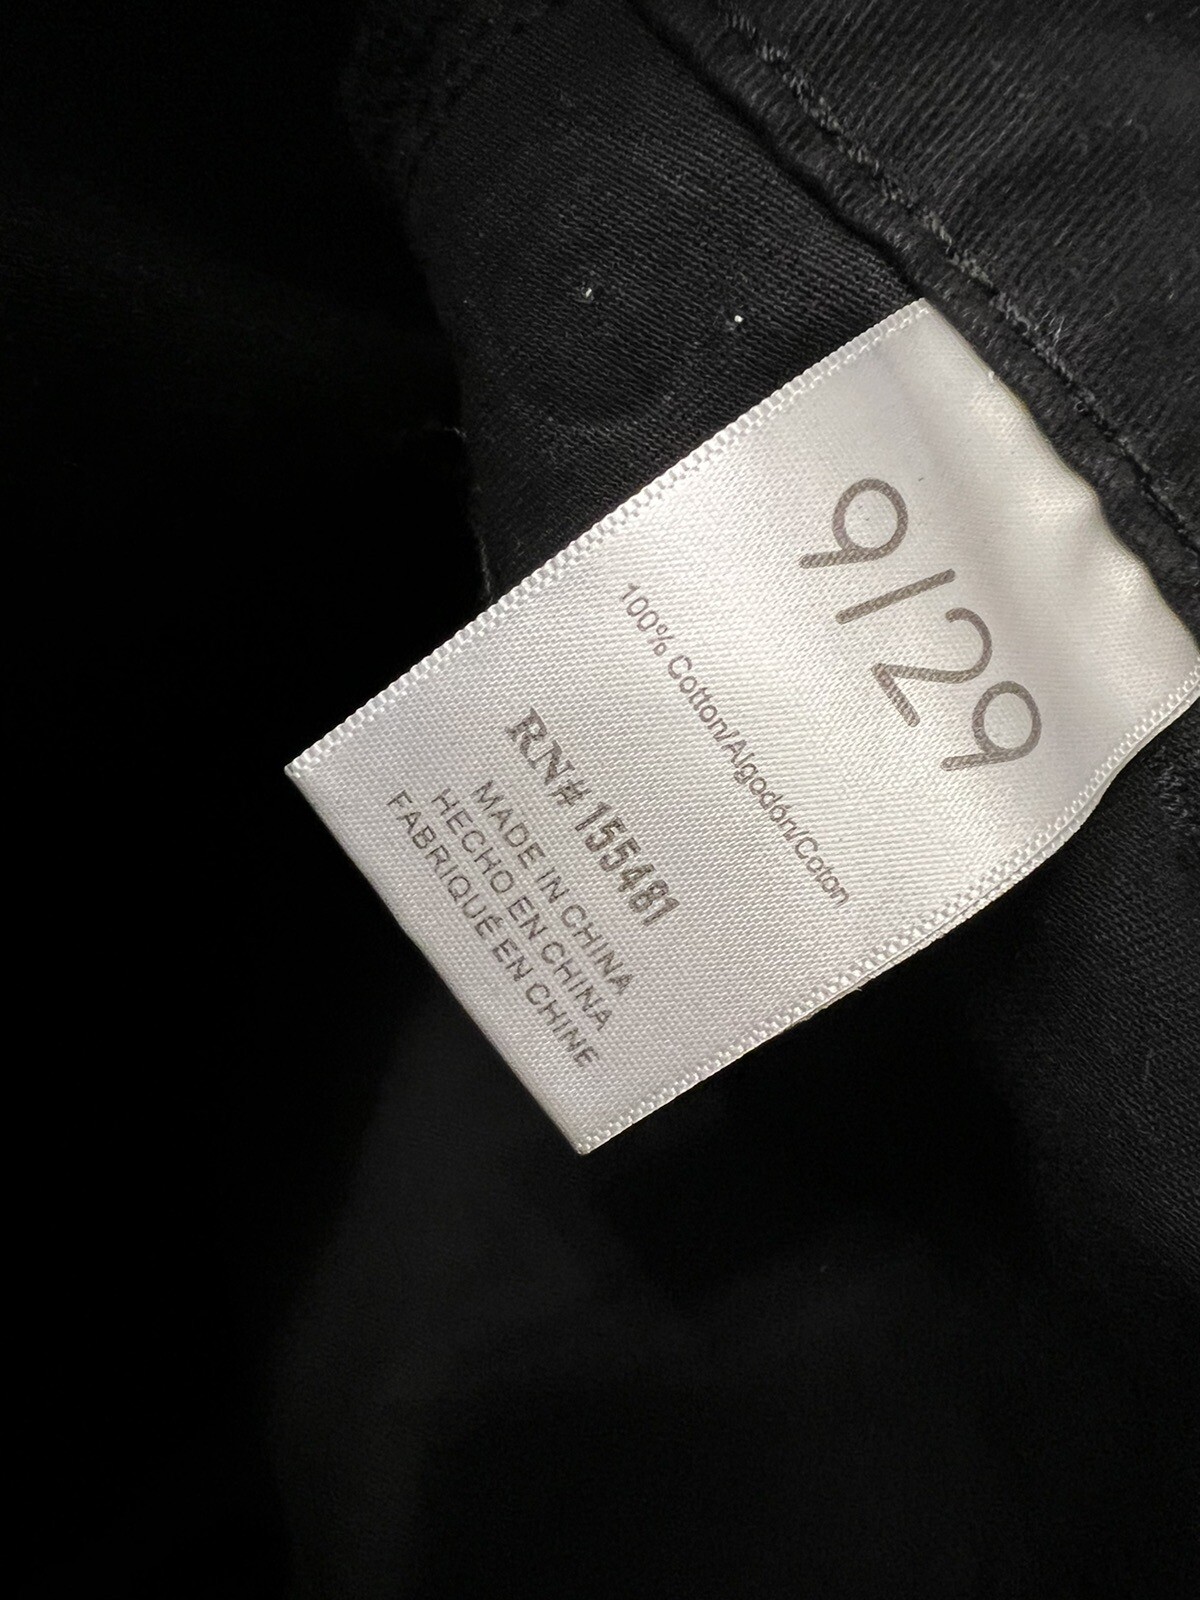 9/29
100% Cotton/Algodón/Coton
RN# 155481
MADE IN CHINA
HECHO EN CHINA
FABRIQUÉ EN CHINE